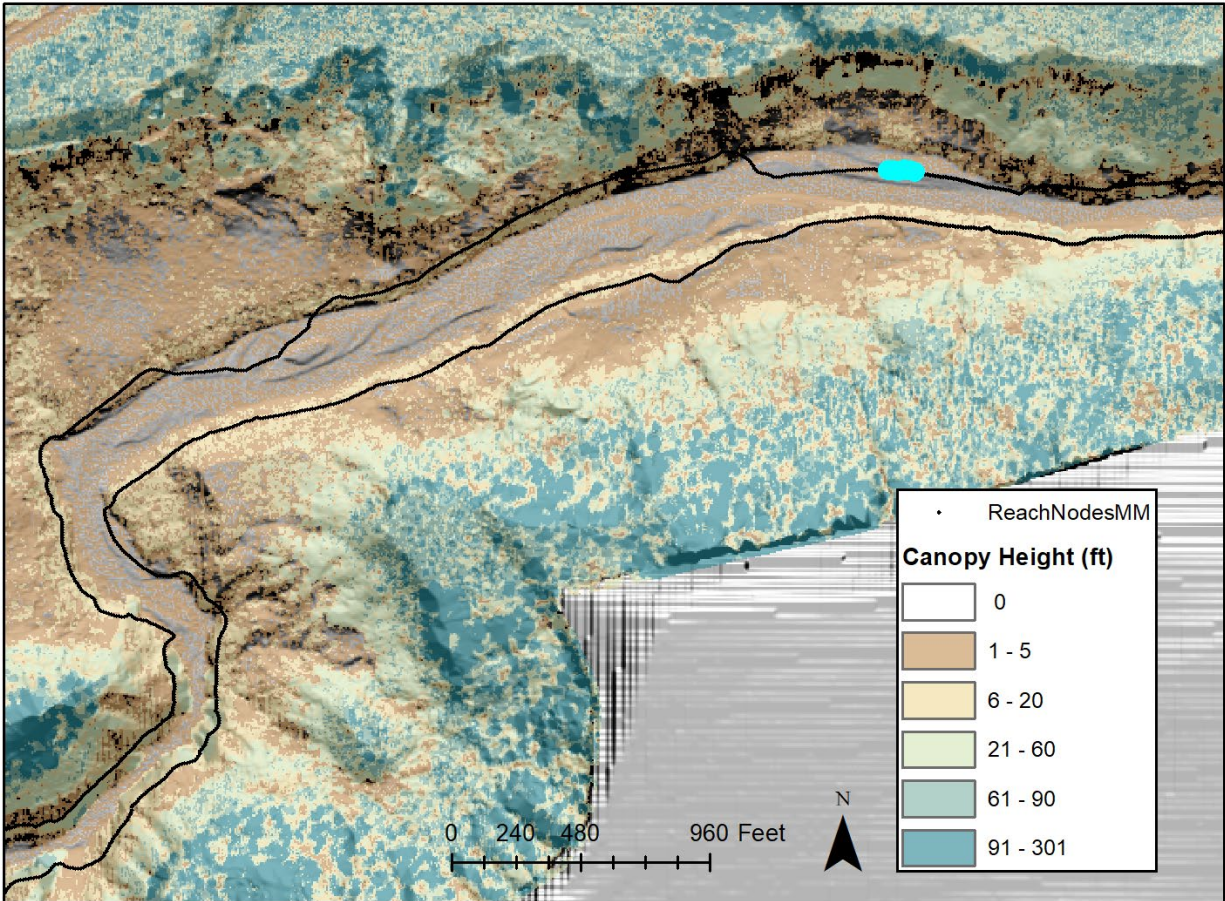 ReachNodesMM
Canopy Height (ft)
0
1 - 5
6 - 20
21 - 60
61 - 90
91 - 301
N
0 240 480 960 Feet